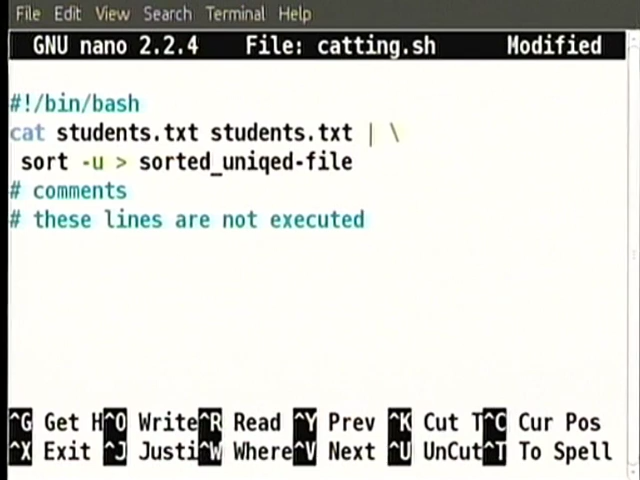 File Edit View Search Terminal Help
GNU nano 2.2.4 File: catting.sh Modified
#!/bin/bash
cat students.txt students.txt | \
sort -u > sorted_uniqed-file
# comments
# these lines are not executed
^G Get H^O Write^R Read ^Y Prev ^K Cut T^C Cur Pos
^X Exit ^J Justi^W Where^V Next ^U UnCut^T To Spell